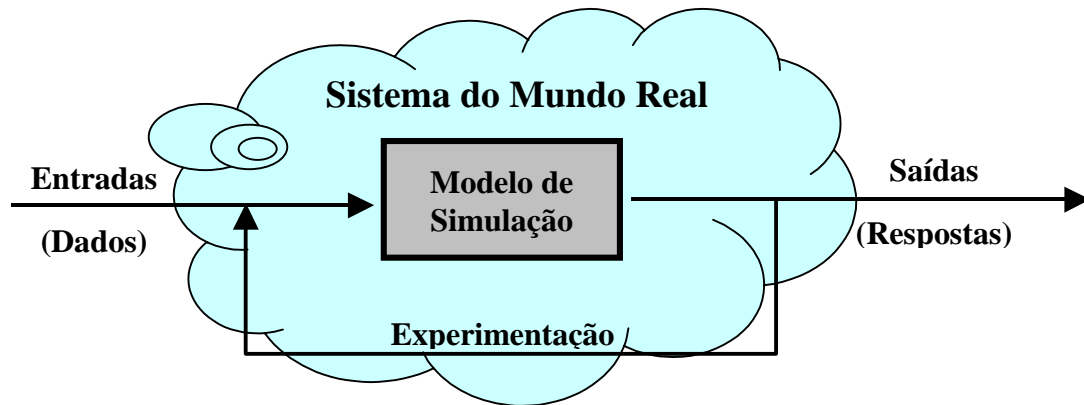 Sistema do Mundo Real
Entradas
(Dados)
Modelo de
Simulação
Saídas
(Respostas)
Experimentação